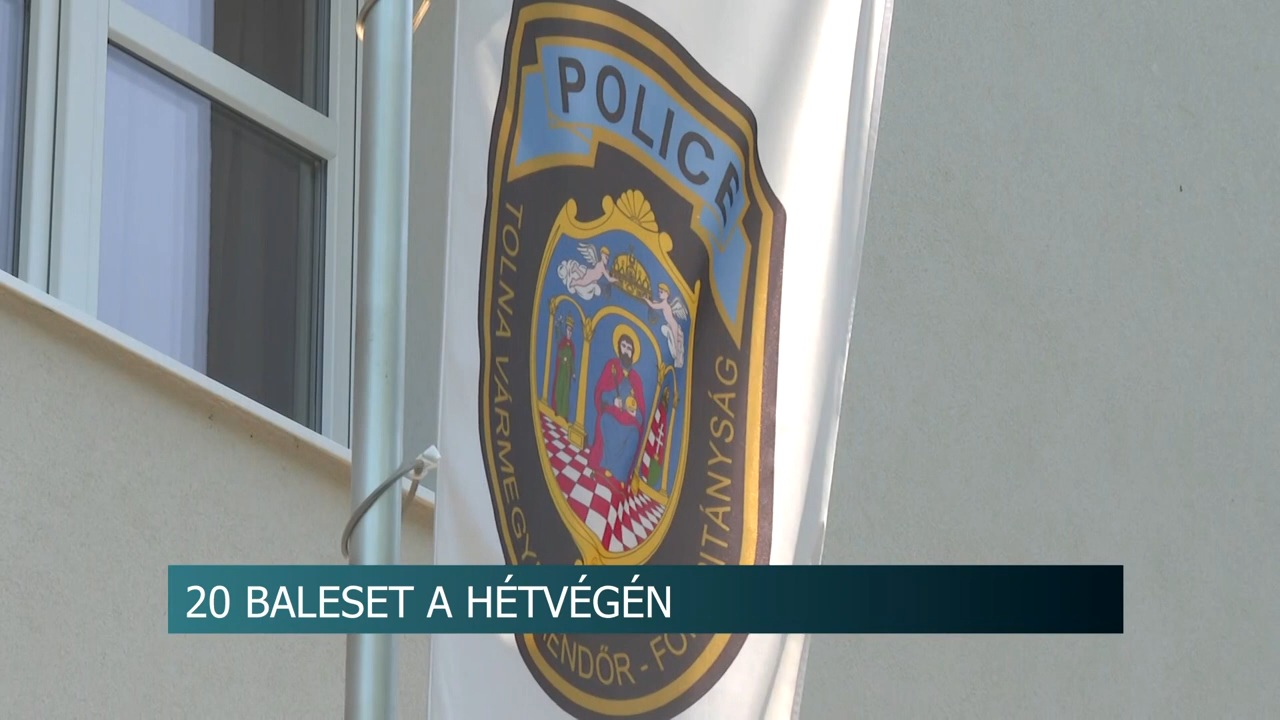 POLICE
TOLNA VÁRMEGY
RENDŐR - FŐ
ITÁNYSÁG
20 BALESET A HÉTVÉGÉN